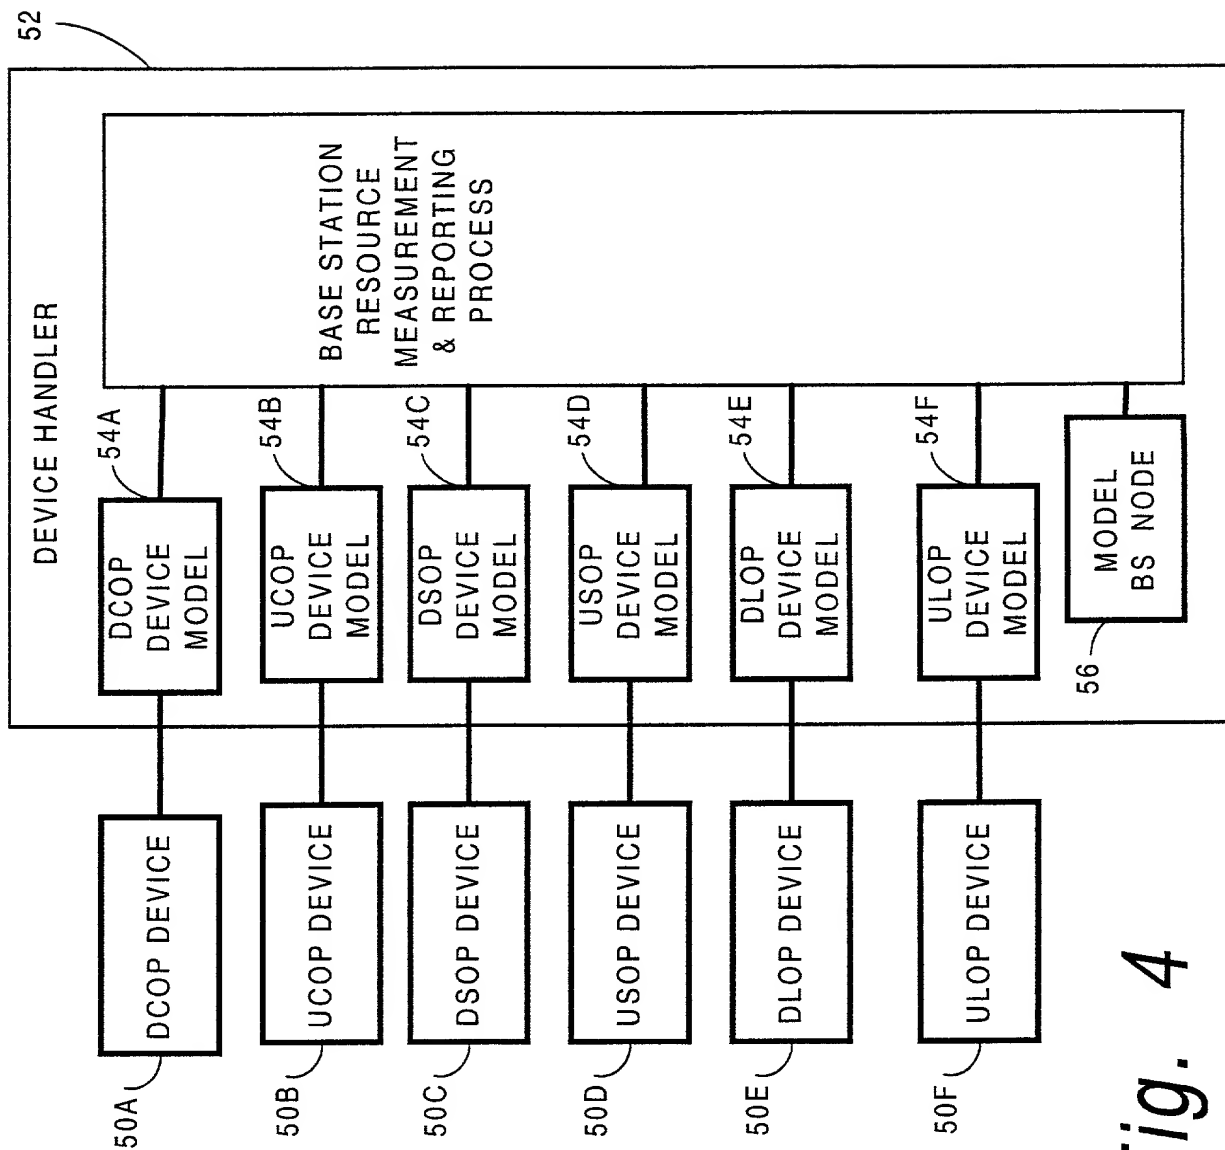 52
DEVICE HANDLER
BASE STATION
RESOURCE
MEASUREMENT
& REPORTING
PROCESS
54A
DCOP
DEVICE
MODEL
54B
UCOP
DEVICE
MODEL
54C
DSOP
DEVICE
MODEL
54D
USOP
DEVICE
MODEL
54E
DLOP
DEVICE
MODEL
54F
ULOP
DEVICE
MODEL
MODEL
BS NODE
56
DCOP DEVICE
50A
UCOP DEVICE
50B
DSOP DEVICE
50C
USOP DEVICE
50D
DLOP DEVICE
50E
ULOP DEVICE
50F
Fig. 4